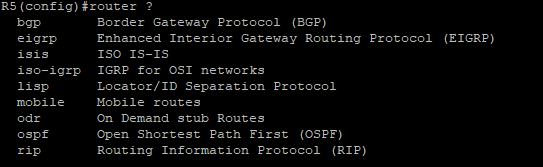 R5(config)#router ?
bgp Border Gateway Protocol (BGP)
eigrp Enhanced Interior Gateway Routing Protocol (EIGRP)
isis ISO IS-IS
iso-igrp IGRP for OSI networks
lisp Locator/ID Separation Protocol
mobile Mobile routes
odr On Demand stub Routes
ospf Open Shortest Path First (OSPF)
rip Routing Information Protocol (RIP)